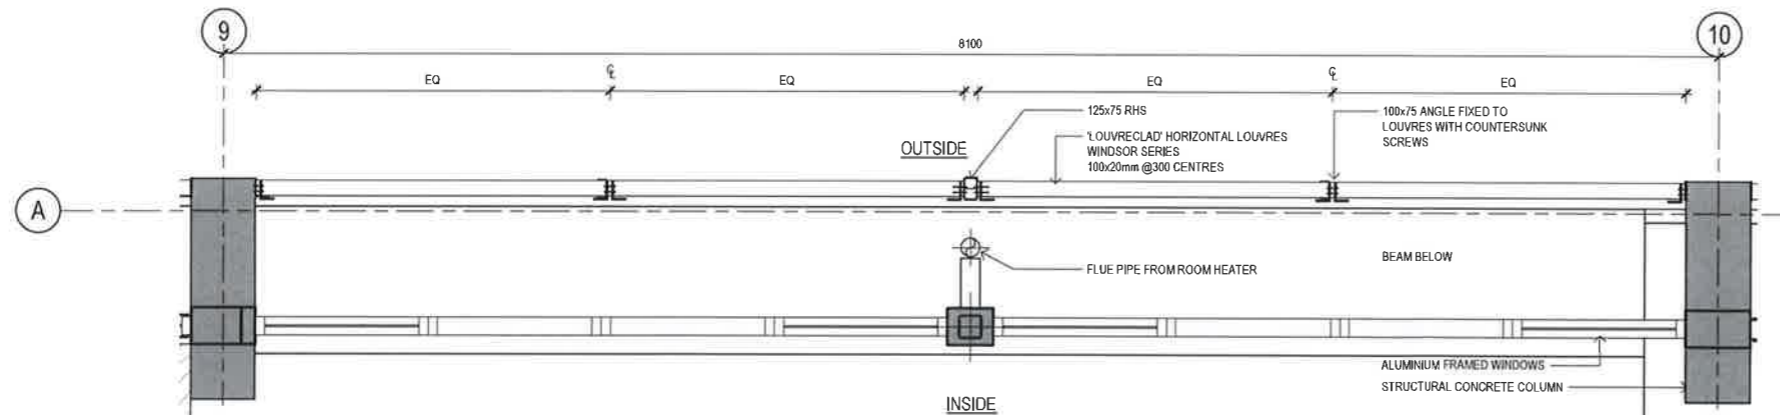 9
8100
10
EQ
℄
EQ
EQ
℄
EQ
125x75 RHS
'LOUVRECLAD' HORIZONTAL LOUVRES
WINDSOR SERIES
100x20mm @300 CENTRES
100x75 ANGLE FIXED TO
LOUVRES WITH COUNTERSUNK
SCREWS
OUTSIDE
A
FLUE PIPE FROM ROOM HEATER
BEAM BELOW
ALUMINIUM FRAMED WINDOWS
STRUCTURAL CONCRETE COLUMN
INSIDE